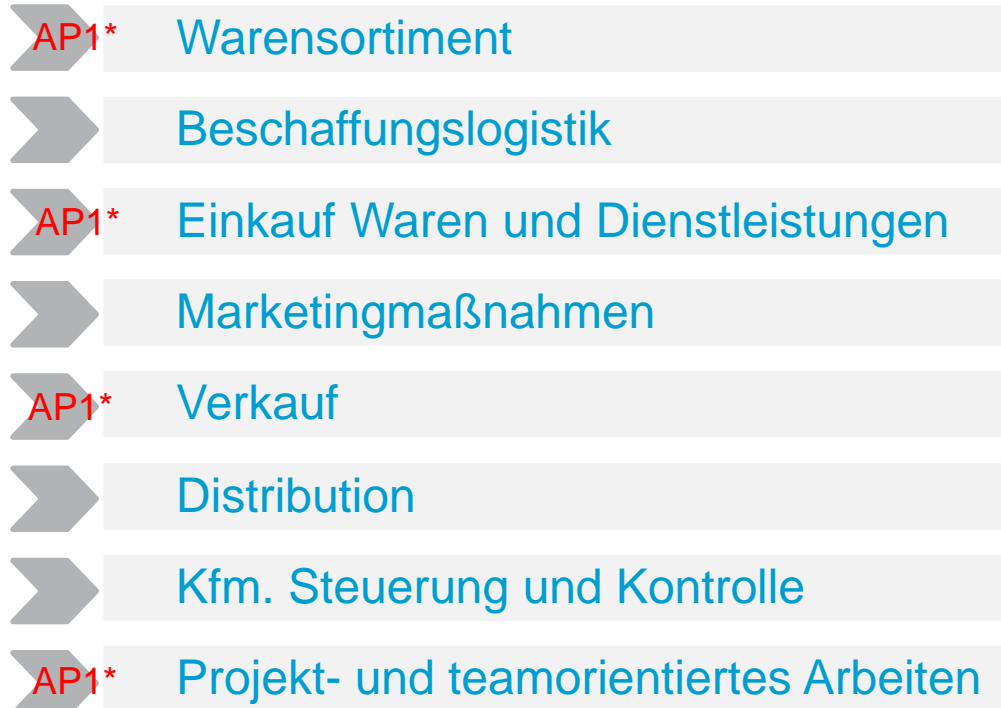 AP1* Warensortiment
Beschaffungslogistik
AP1* Einkauf Waren und Dienstleistungen
Marketingmaßnahmen
AP1* Verkauf
Distribution
Kfm. Steuerung und Kontrolle
AP1* Projekt- und teamorientiertes Arbeiten